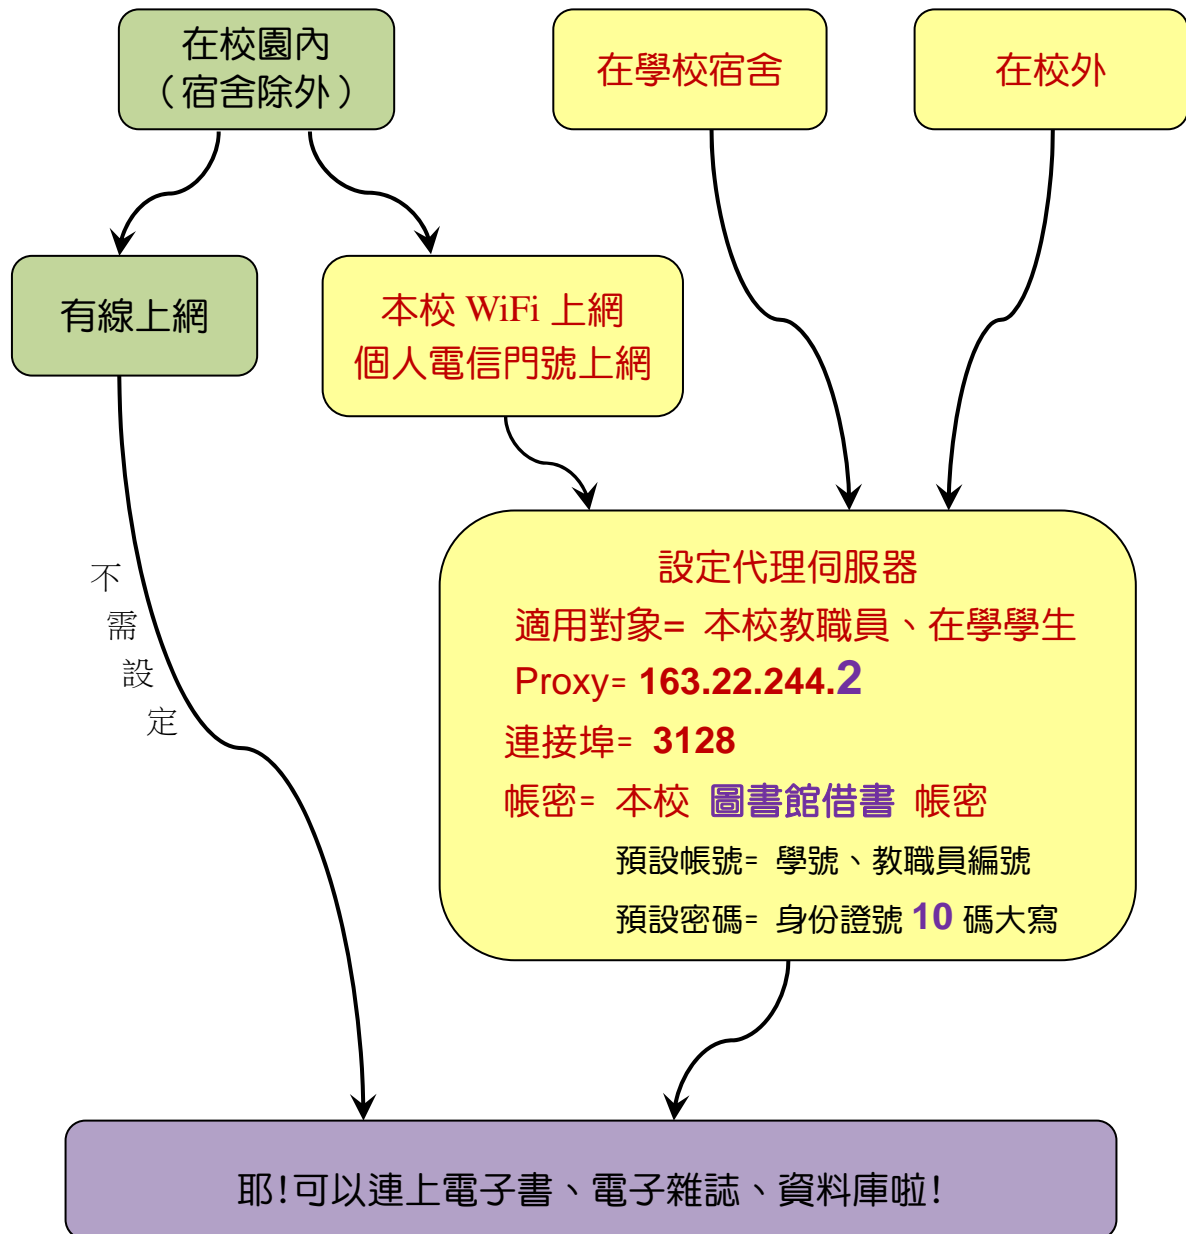 在校園內
（宿舍除外）
在學校宿舍
在校外
有線上網
本校 WiFi 上網
個人電信門號上網
不需設定
設定代理伺服器
適用對象= 本校教職員、在學學生
Proxy= 163.22.244.2
連接埠= 3128
帳密= 本校 圖書館借書 帳密
預設帳號= 學號、教職員編號
預設密碼= 身份證號 10 碼大寫
耶!可以連上電子書、電子雜誌、資料庫啦!